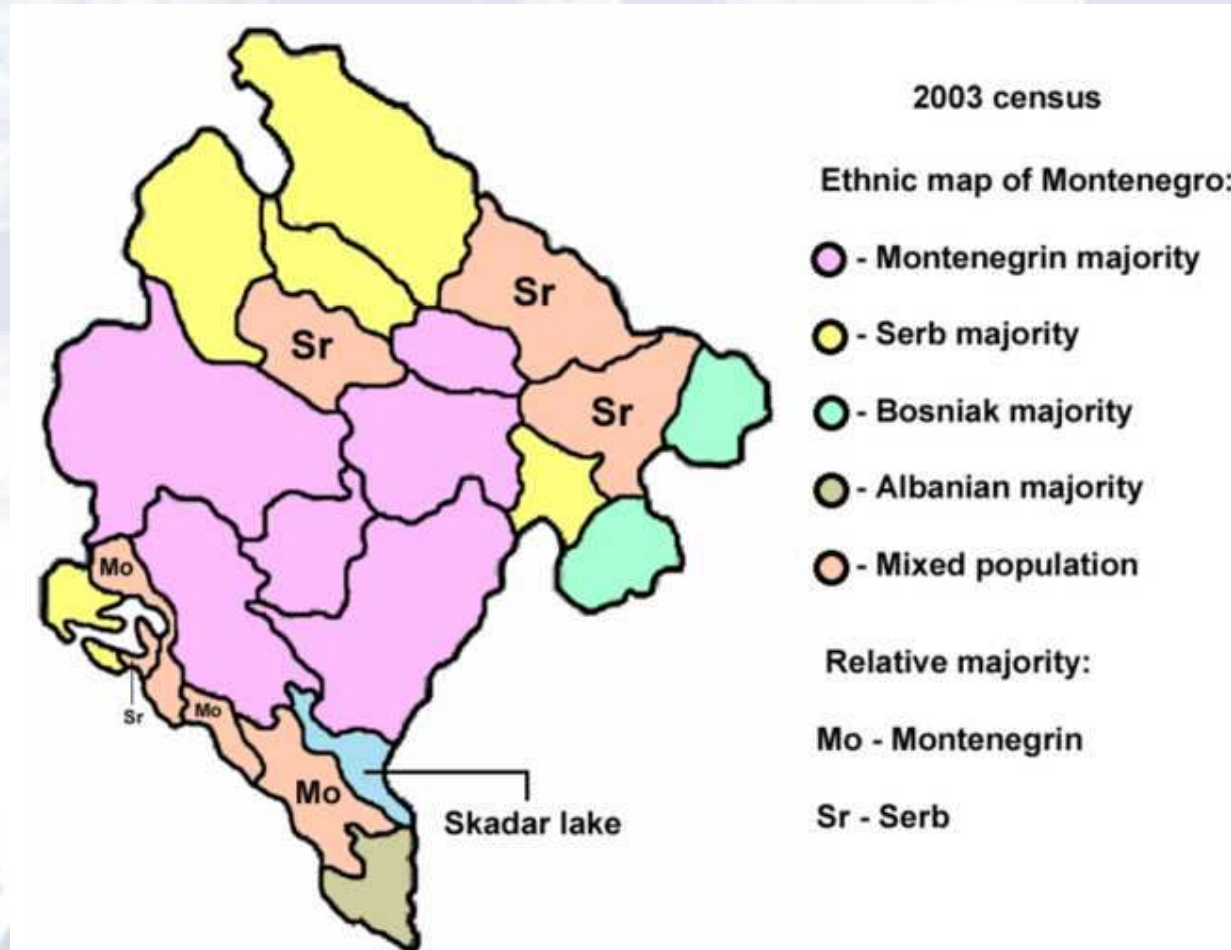 2003 census
Ethnic map of Montenegro:
- Montenegrin majority
- Serb majority
- Bosniak majority
- Albanian majority
- Mixed population
Relative majority:
Mo - Montenegrin
Sr - Serb
Sr
Sr
Sr
Mo
Sr
Mo
Mo
Skadar lake